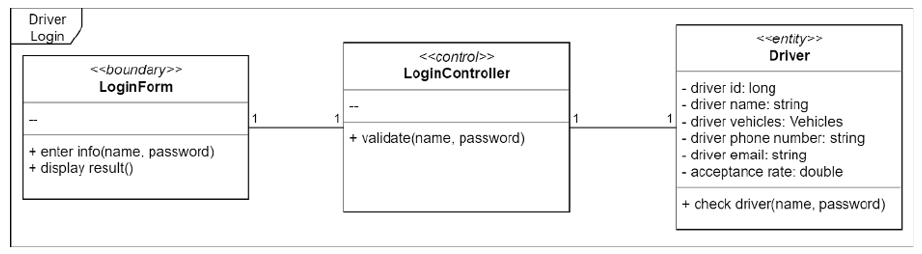 Driver
Login
<<boundary>>
LoginForm
--
+ enter info(name, password)
+ display result()
1
1
<<control>>
LoginController
--
+ validate(name, password)
1
1
<<entity>>
Driver
- driver id: long
- driver name: string
- driver vehicles: Vehicles
- driver phone number: string
- driver email: string
- acceptance rate: double
+ check driver(name, password)